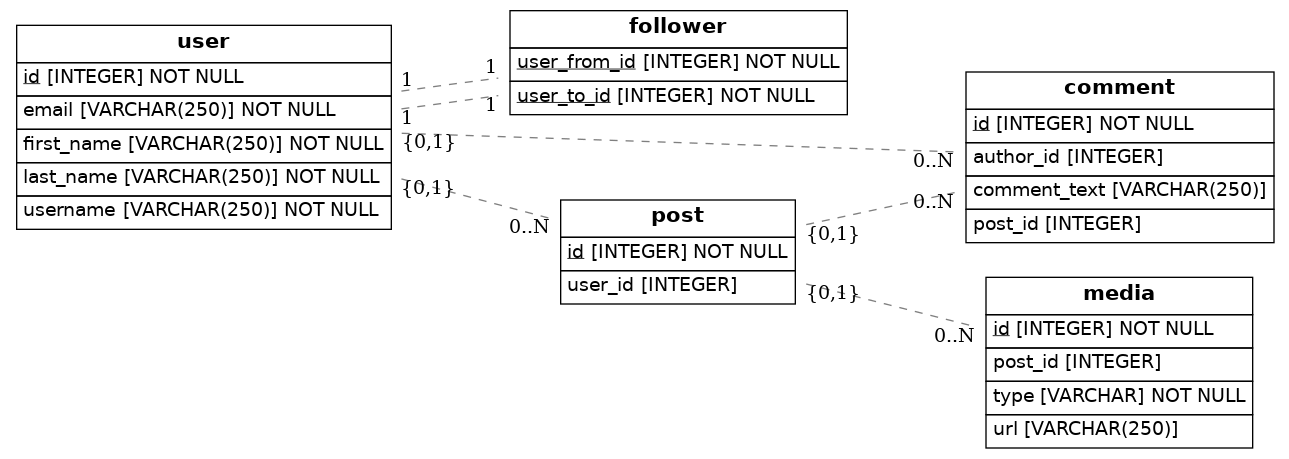 user
id [INTEGER] NOT NULL
email [VARCHAR(250)] NOT NULL
first_name [VARCHAR(250)] NOT NULL
last_name [VARCHAR(250)] NOT NULL
username [VARCHAR(250)] NOT NULL
follower
user_from_id [INTEGER] NOT NULL
user_to_id [INTEGER] NOT NULL
1
1
1
1
{0,1}
0..N
{0,1}
0..N
post
id [INTEGER] NOT NULL
user_id [INTEGER]
{0,1}
0..N
{0,1}
0..N
comment
id [INTEGER] NOT NULL
author_id [INTEGER]
comment_text [VARCHAR(250)]
post_id [INTEGER]
media
id [INTEGER] NOT NULL
post_id [INTEGER]
type [VARCHAR] NOT NULL
url [VARCHAR(250)]